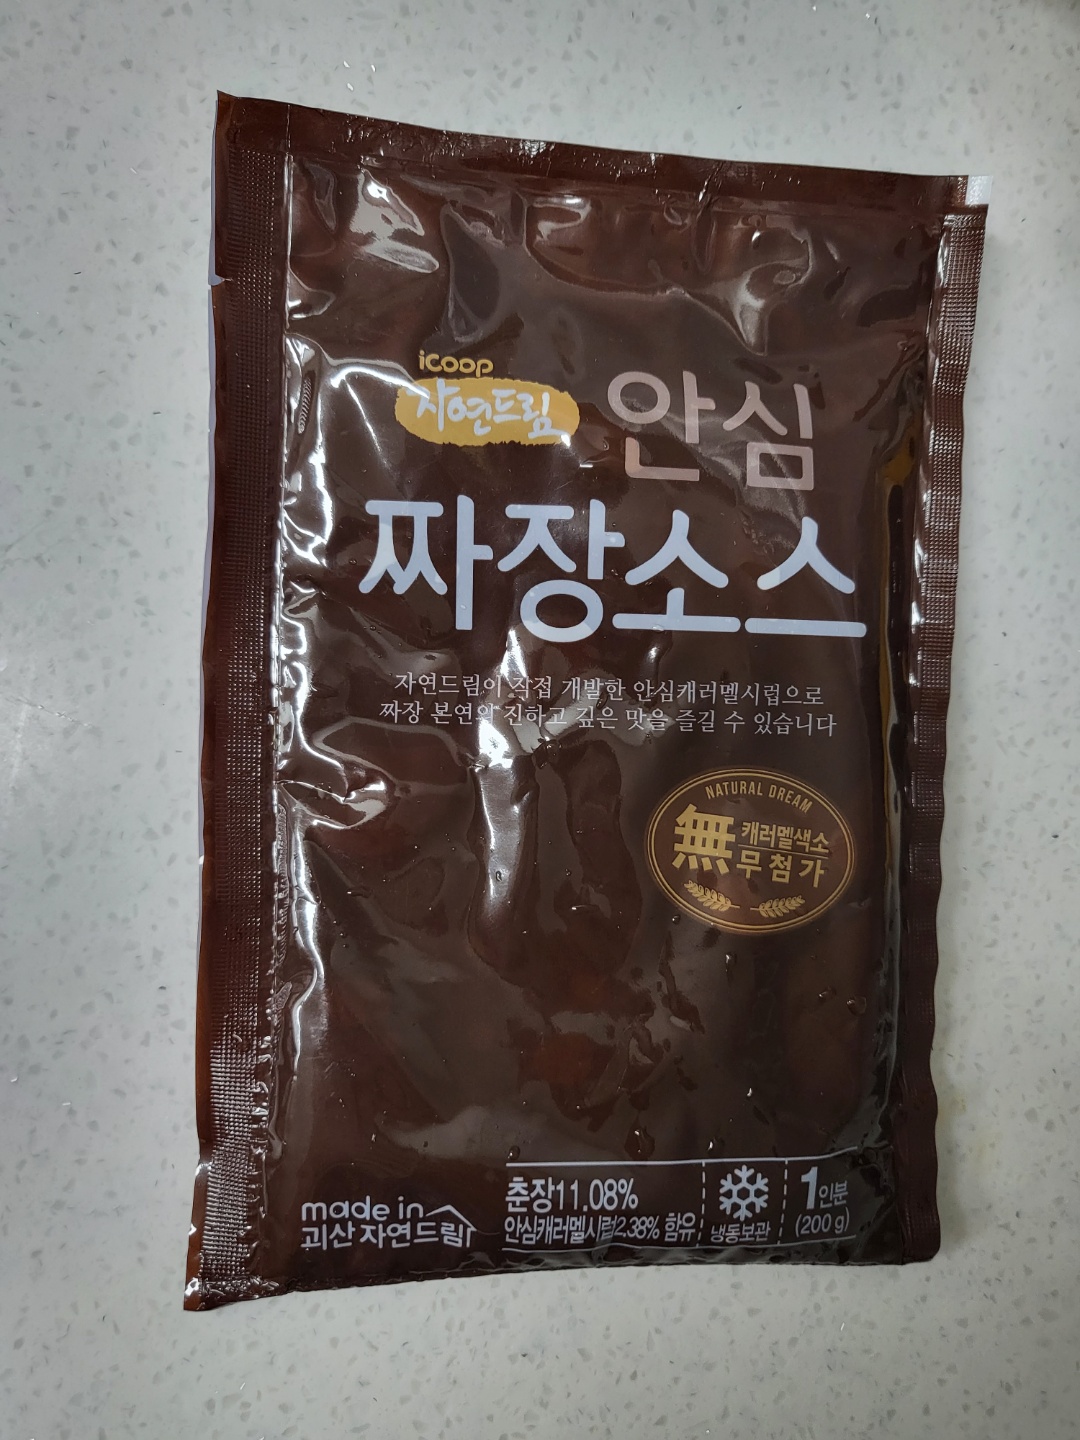 icoop
자연드림
안심
짜장소스
자연드림이 직접 개발한 안심캐러멜시럽으로
짜장 본연의 진하고 깊은 맛을 즐길 수 있습니다
NATURAL DREAM
無 캐러멜색소
무첨가
made in
괴산자연드림
춘장11.08%
안심캐러멜시럽2.38% 함유
냉동보관
1인분
(200g)